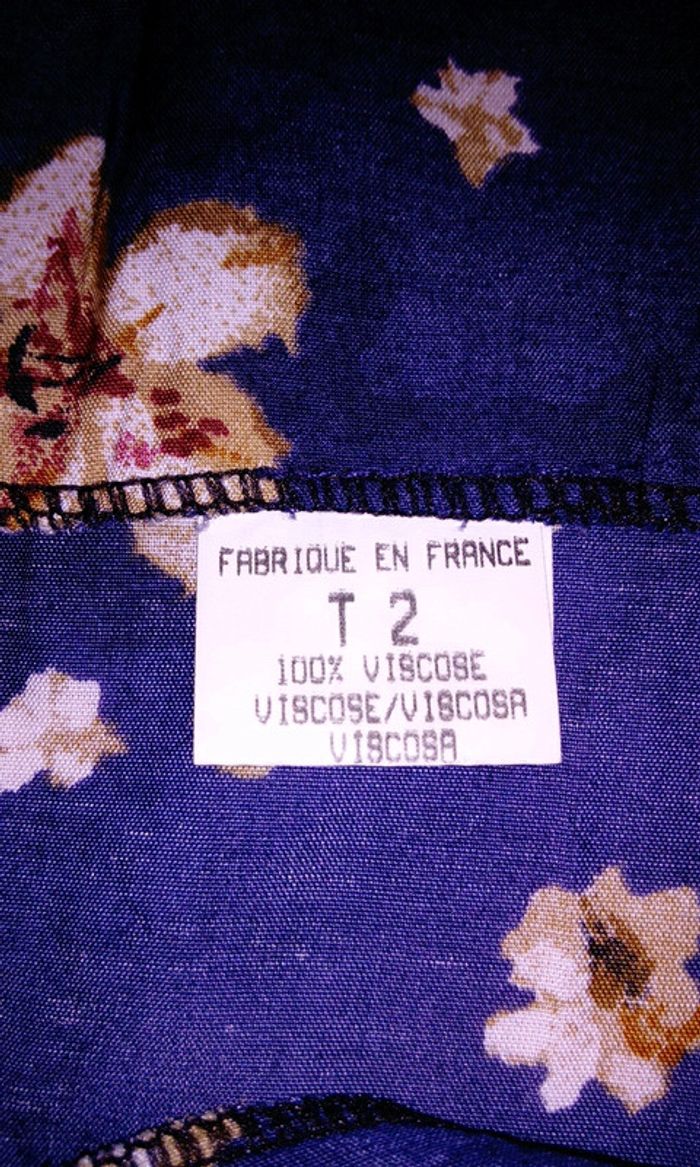 FABRIQUE EN FRANCE
T 2
100% VISCOSE
VISCOSE/VISCOSA
VISCOSA